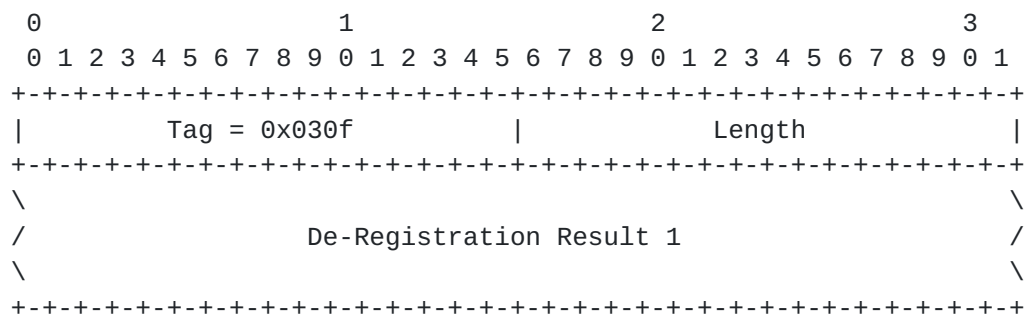 0                   1                   2                   3
 0 1 2 3 4 5 6 7 8 9 0 1 2 3 4 5 6 7 8 9 0 1 2 3 4 5 6 7 8 9 0 1
+-+-+-+-+-+-+-+-+-+-+-+-+-+-+-+-+-+-+-+-+-+-+-+-+-+-+-+-+-+-+-+-+
|         Tag = 0x030f          |            Length             |
+-+-+-+-+-+-+-+-+-+-+-+-+-+-+-+-+-+-+-+-+-+-+-+-+-+-+-+-+-+-+-+-+
\                                                               \
/                  De-Registration Result 1                     /
\                                                               \
+-+-+-+-+-+-+-+-+-+-+-+-+-+-+-+-+-+-+-+-+-+-+-+-+-+-+-+-+-+-+-+-+